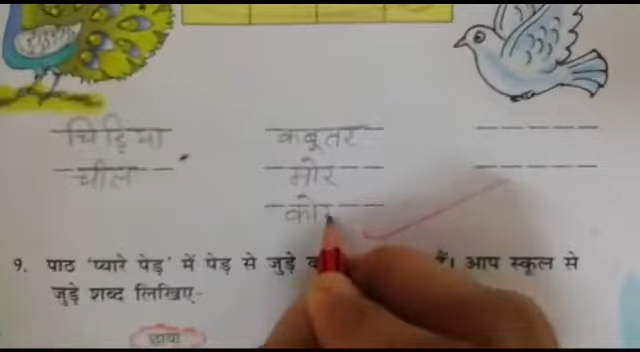 चिड़िया कबूतर
चील मोर
को
9. पाठ 'प्यारे पेड़' में पेड़ से जुड़े हैं। आप स्कूल से
जुड़े शब्द लिखिए-
छाया